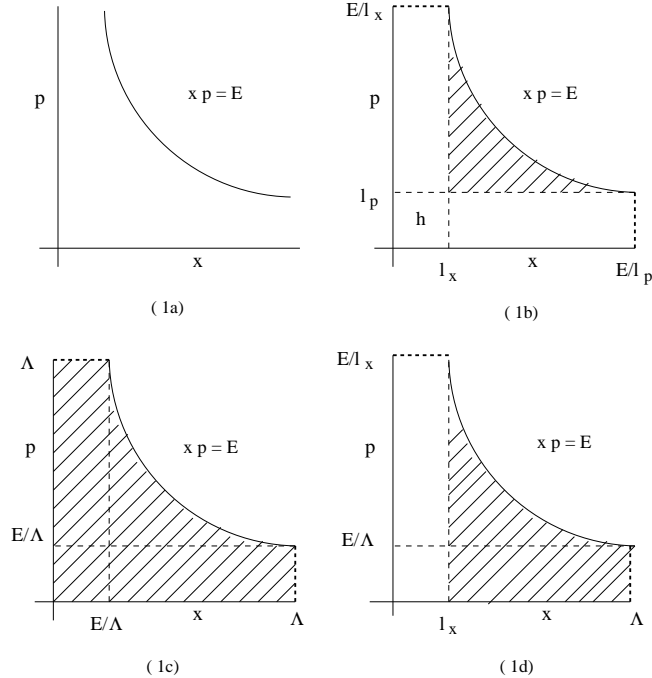 p
x p = E
x
( 1a)
E/l x
p
x p = E
l p
h
l x
x
E/l p
( 1b)
Λ
p
x p = E
E/Λ
E/Λ
x
Λ
( 1c)
E/l x
p
x p = E
E/Λ
l x
x
Λ
( 1d)